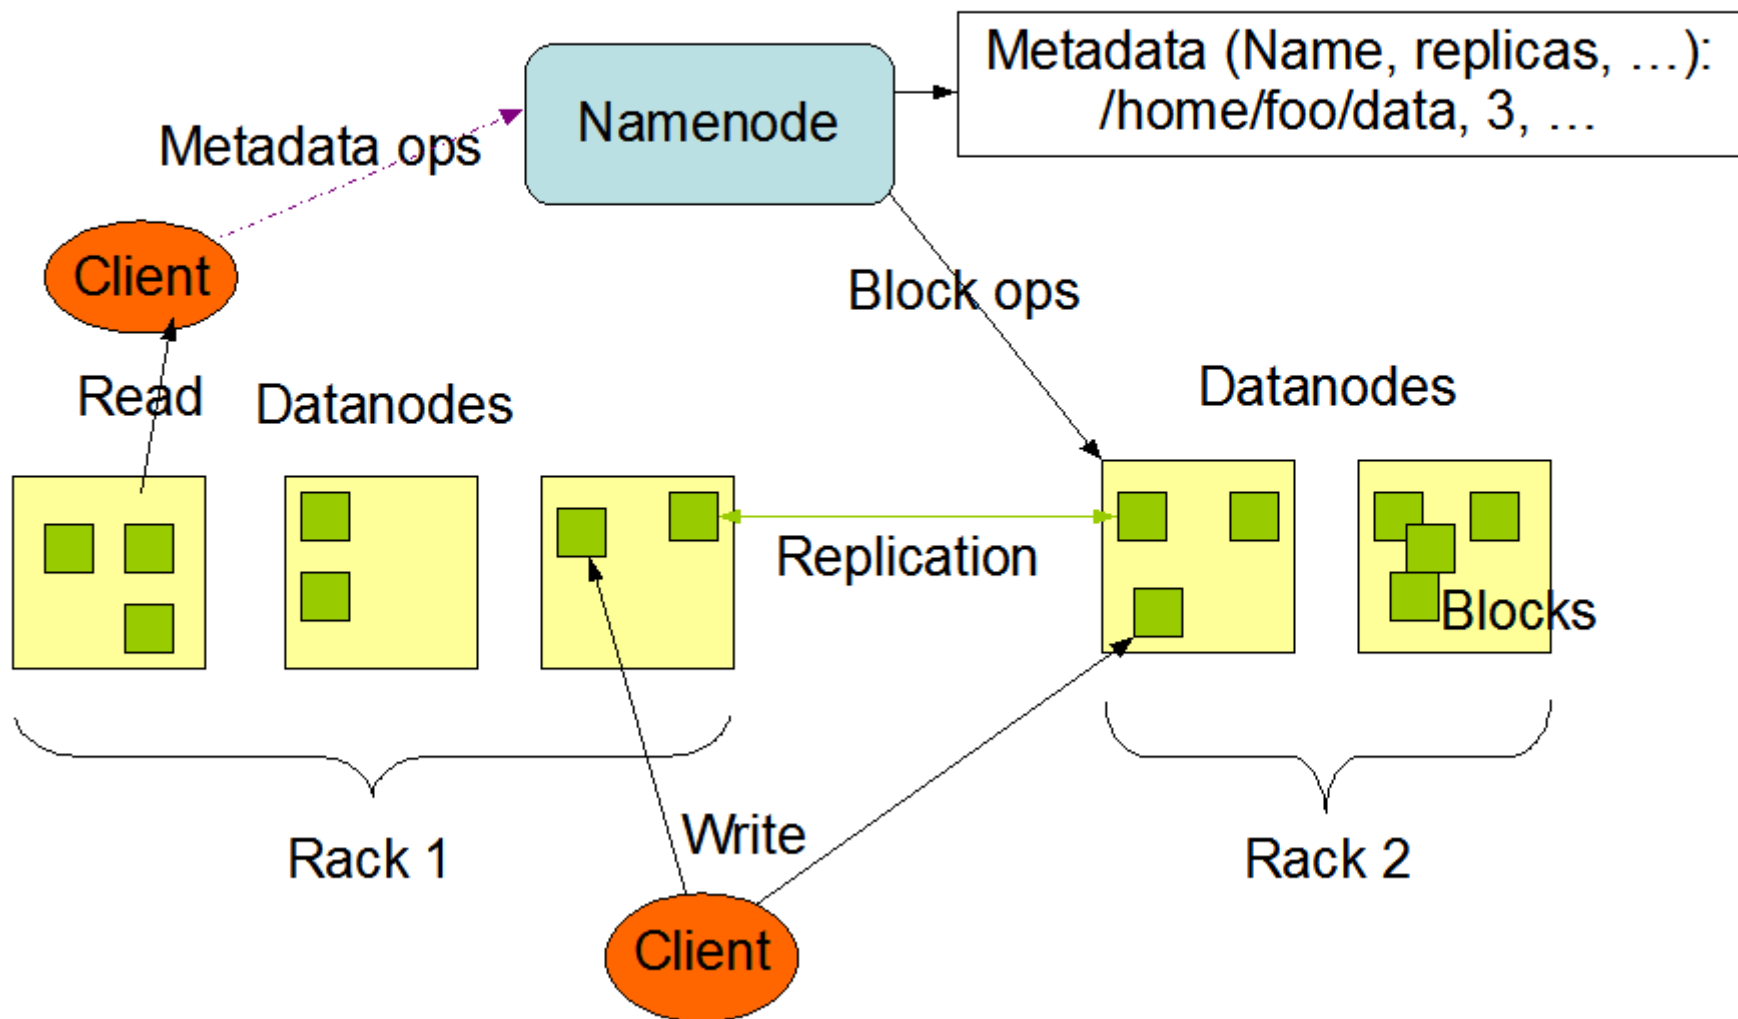 Metadata (Name, replicas, …):
/home/foo/data, 3, …
Namenode
Metadata ops
Client
Block ops
Read
Datanodes
Datanodes
Replication
Blocks
Write
Rack 1
Rack 2
Client